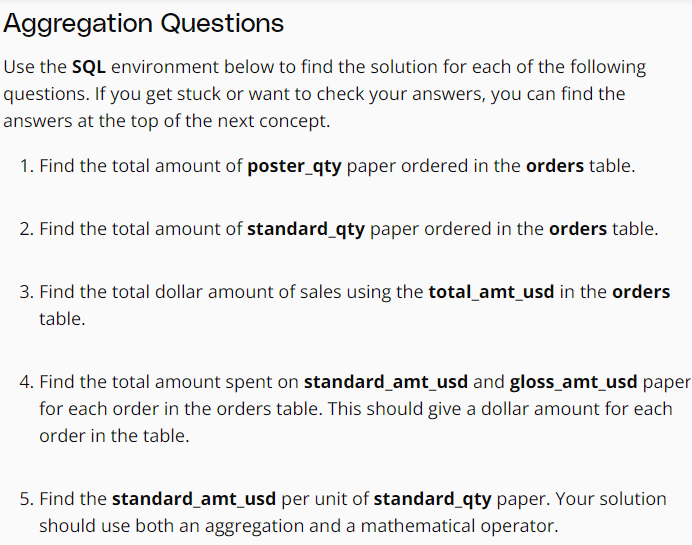 Aggregation Questions
Use the SQL environment below to find the solution for each of the following
questions. If you get stuck or want to check your answers, you can find the
answers at the top of the next concept.
1. Find the total amount of poster_qty paper ordered in the orders table.
2. Find the total amount of standard_qty paper ordered in the orders table.
3. Find the total dollar amount of sales using the total_amt_usd in the orders
table.
4. Find the total amount spent on standard_amt_usd and gloss_amt_usd paper
for each order in the orders table. This should give a dollar amount for each
order in the table.
5. Find the standard_amt_usd per unit of standard_qty paper. Your solution
should use both an aggregation and a mathematical operator.